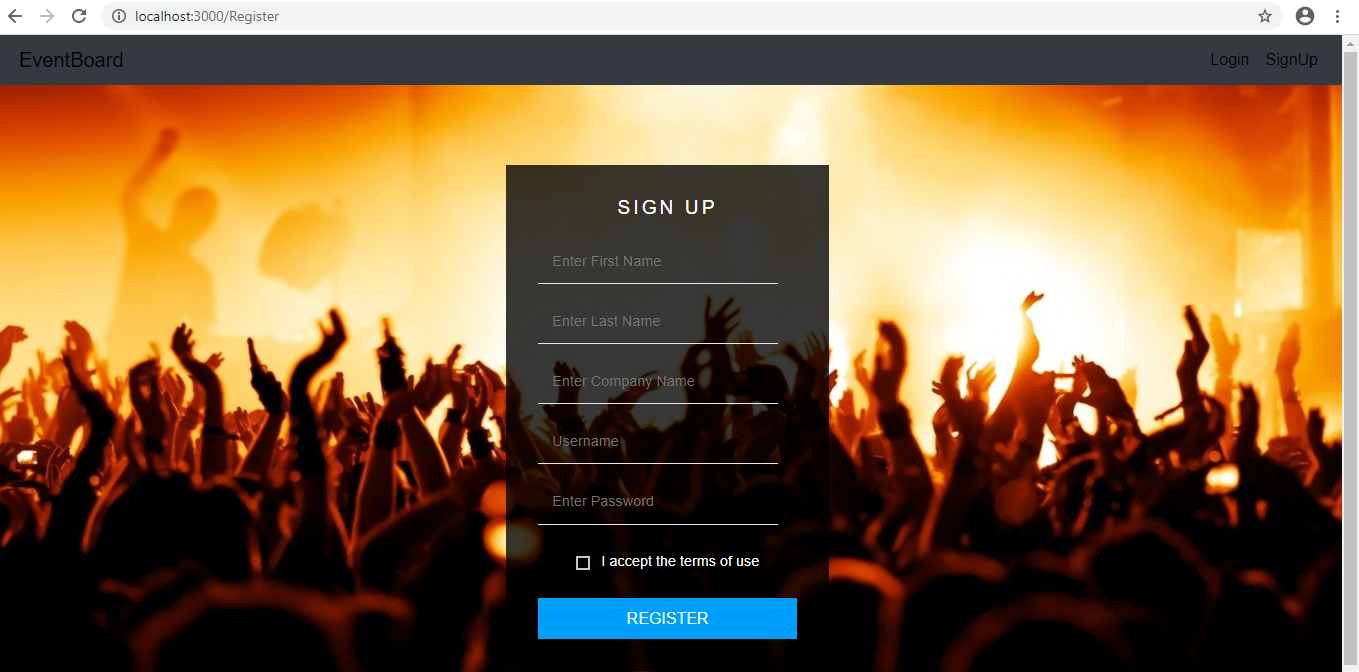 localhost:3000/Register
EventBoard
Login SignUp
SIGN UP
Enter First Name
Enter Last Name
Enter Company Name
Username
Enter Password
I accept the terms of use
REGISTER